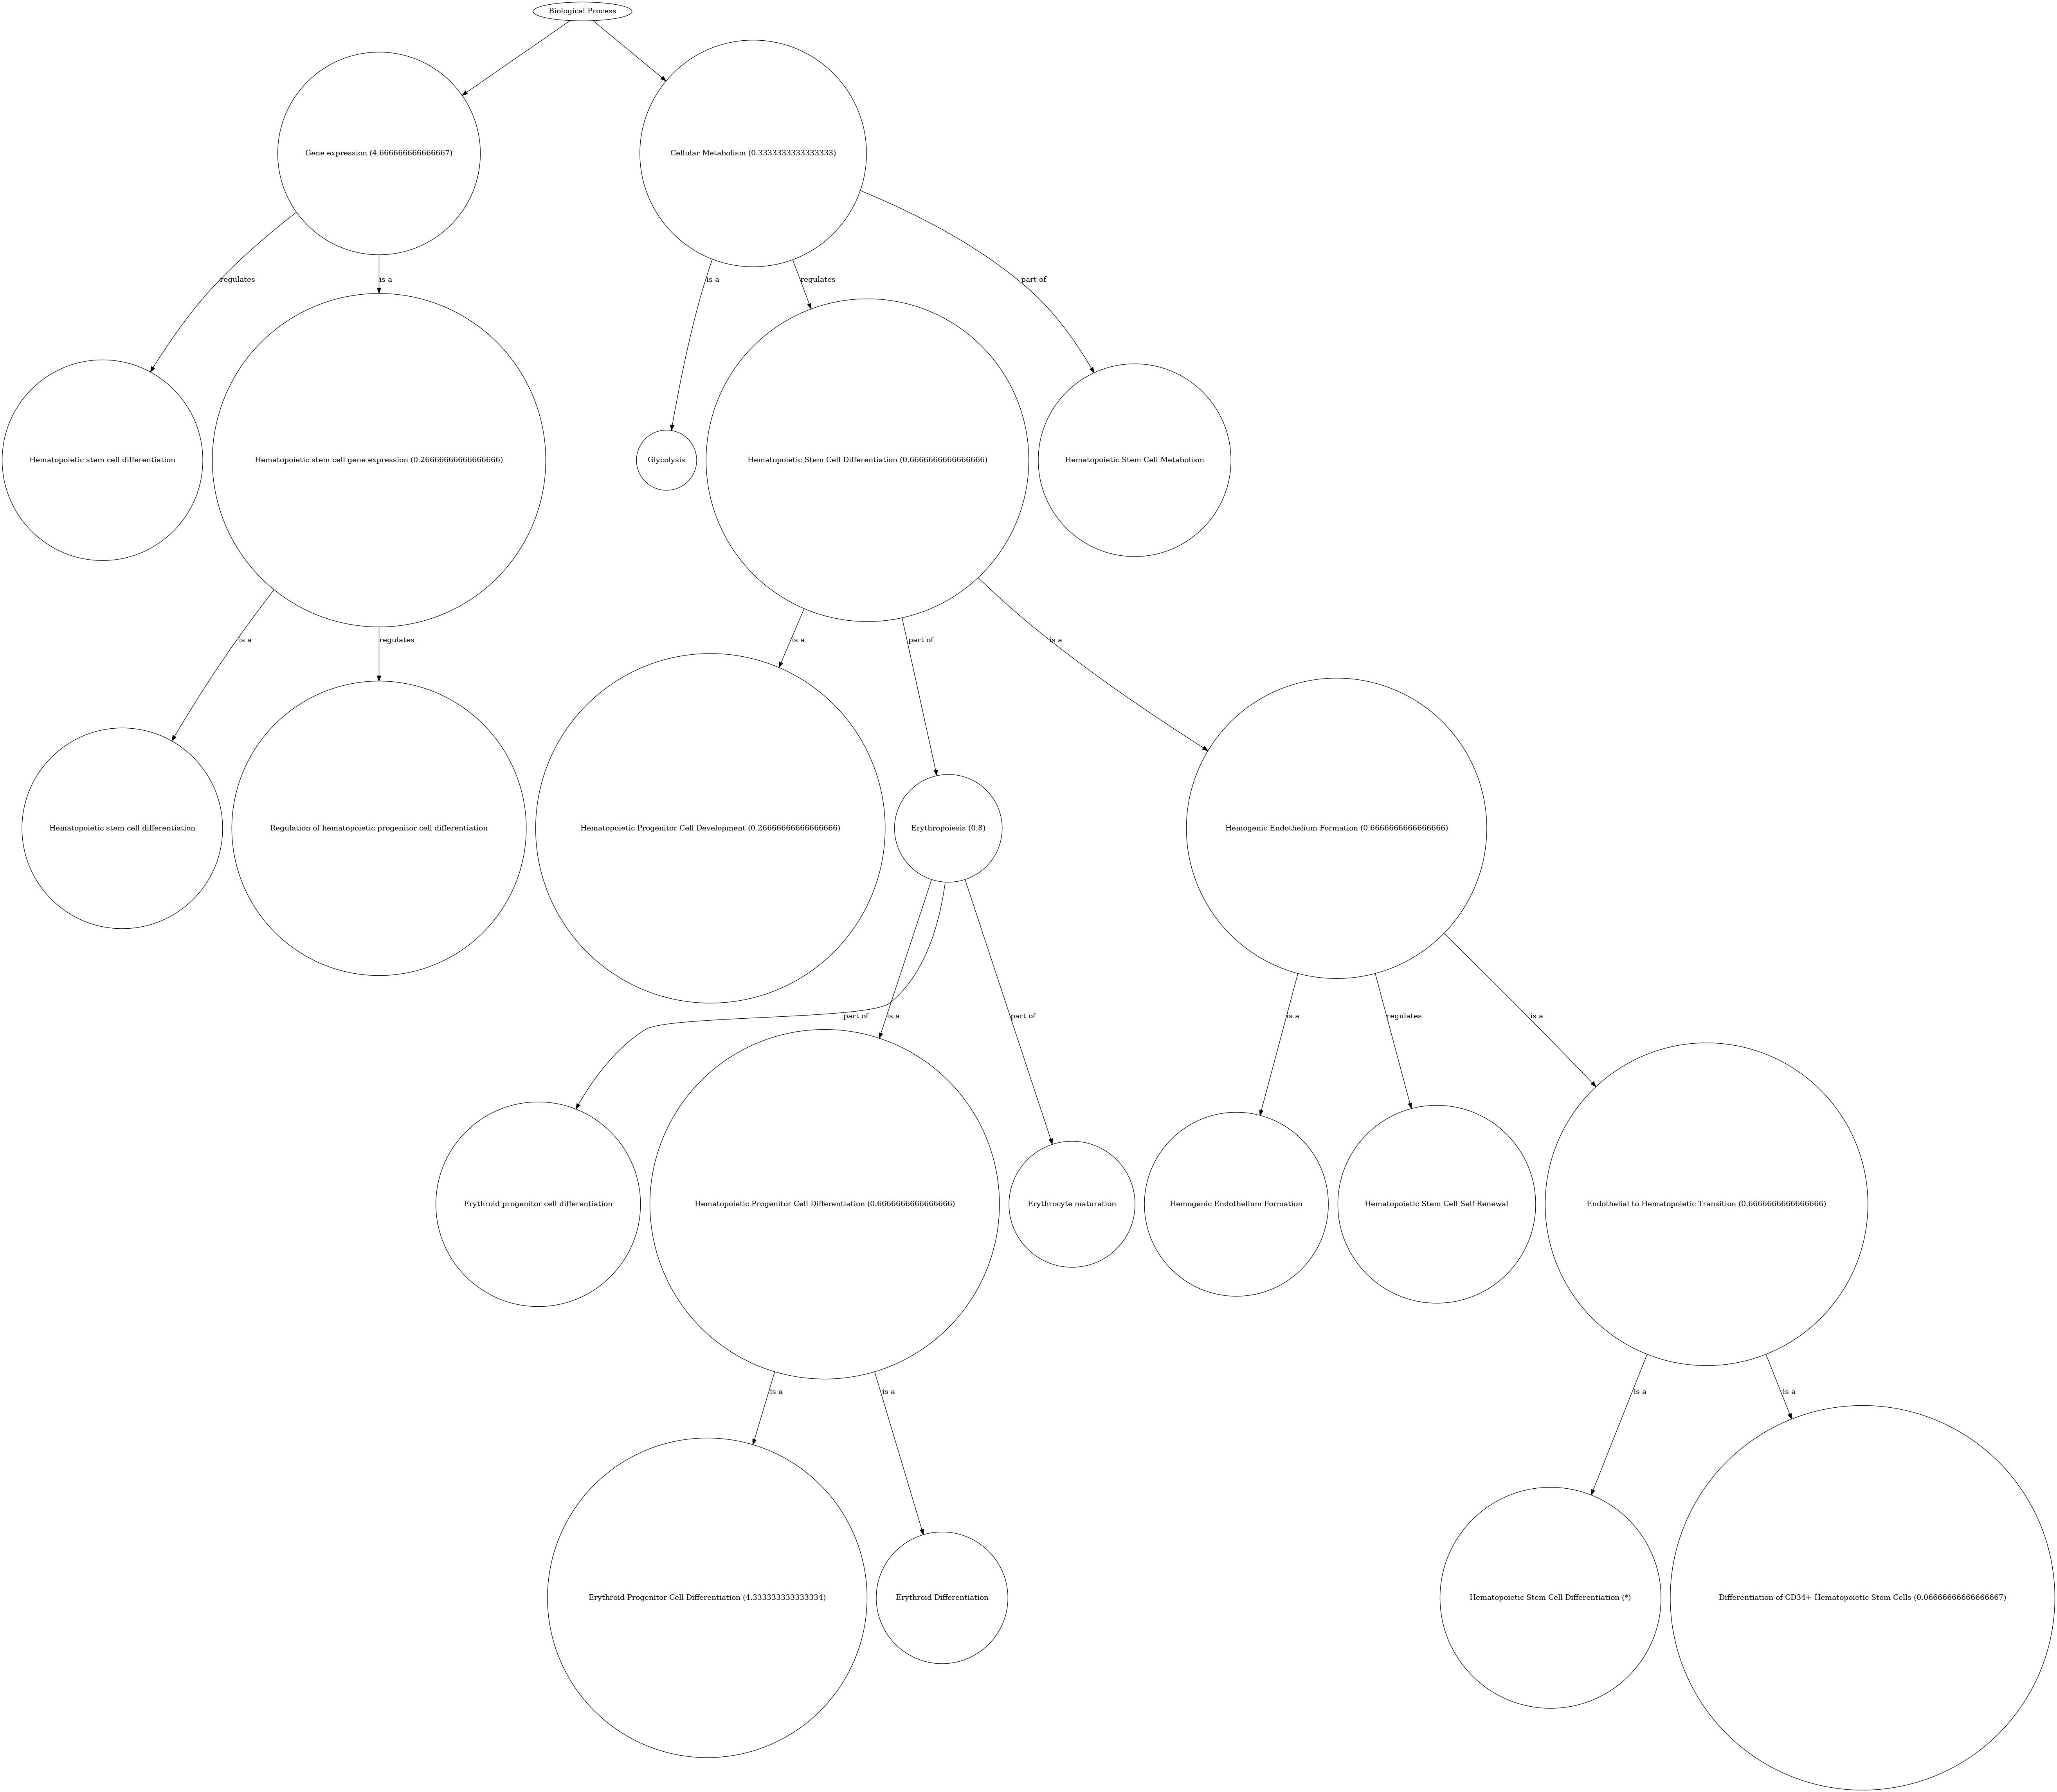 Biological Process
Gene expression (4.666666666666667)
Cellular Metabolism (0.3333333333333333)
regulates
is a
is a
regulates
part of
Hematopoietic stem cell differentiation
Hematopoietic stem cell gene expression (0.26666666666666666)
Glycolysis
Hematopoietic Stem Cell Differentiation (0.6666666666666666)
Hematopoietic Stem Cell Metabolism
is a
regulates
is a
part of
is a
Hematopoietic stem cell differentiation
Regulation of hematopoietic progenitor cell differentiation
Hematopoietic Progenitor Cell Development (0.26666666666666666)
Erythropoiesis (0.8)
Hemogenic Endothelium Formation (0.6666666666666666)
part of
is a
part of
is a
regulates
is a
Erythroid progenitor cell differentiation
Hematopoietic Progenitor Cell Differentiation (0.6666666666666666)
Erythrocyte maturation
Hemogenic Endothelium Formation
Hematopoietic Stem Cell Self-Renewal
Endothelial to Hematopoietic Transition (0.6666666666666666)
is a
is a
is a
is a
Erythroid Progenitor Cell Differentiation (4.333333333333334)
Erythroid Differentiation
Hematopoietic Stem Cell Differentiation (*)
Differentiation of CD34+ Hematopoietic Stem Cells (0.06666666666666667)